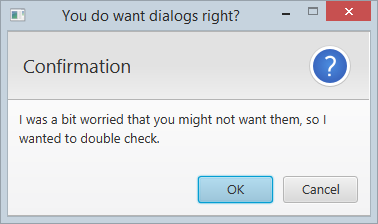 You do want dialogs right?
Confirmation
I was a bit worried that you might not want them, so I
wanted to double check.
OK
Cancel